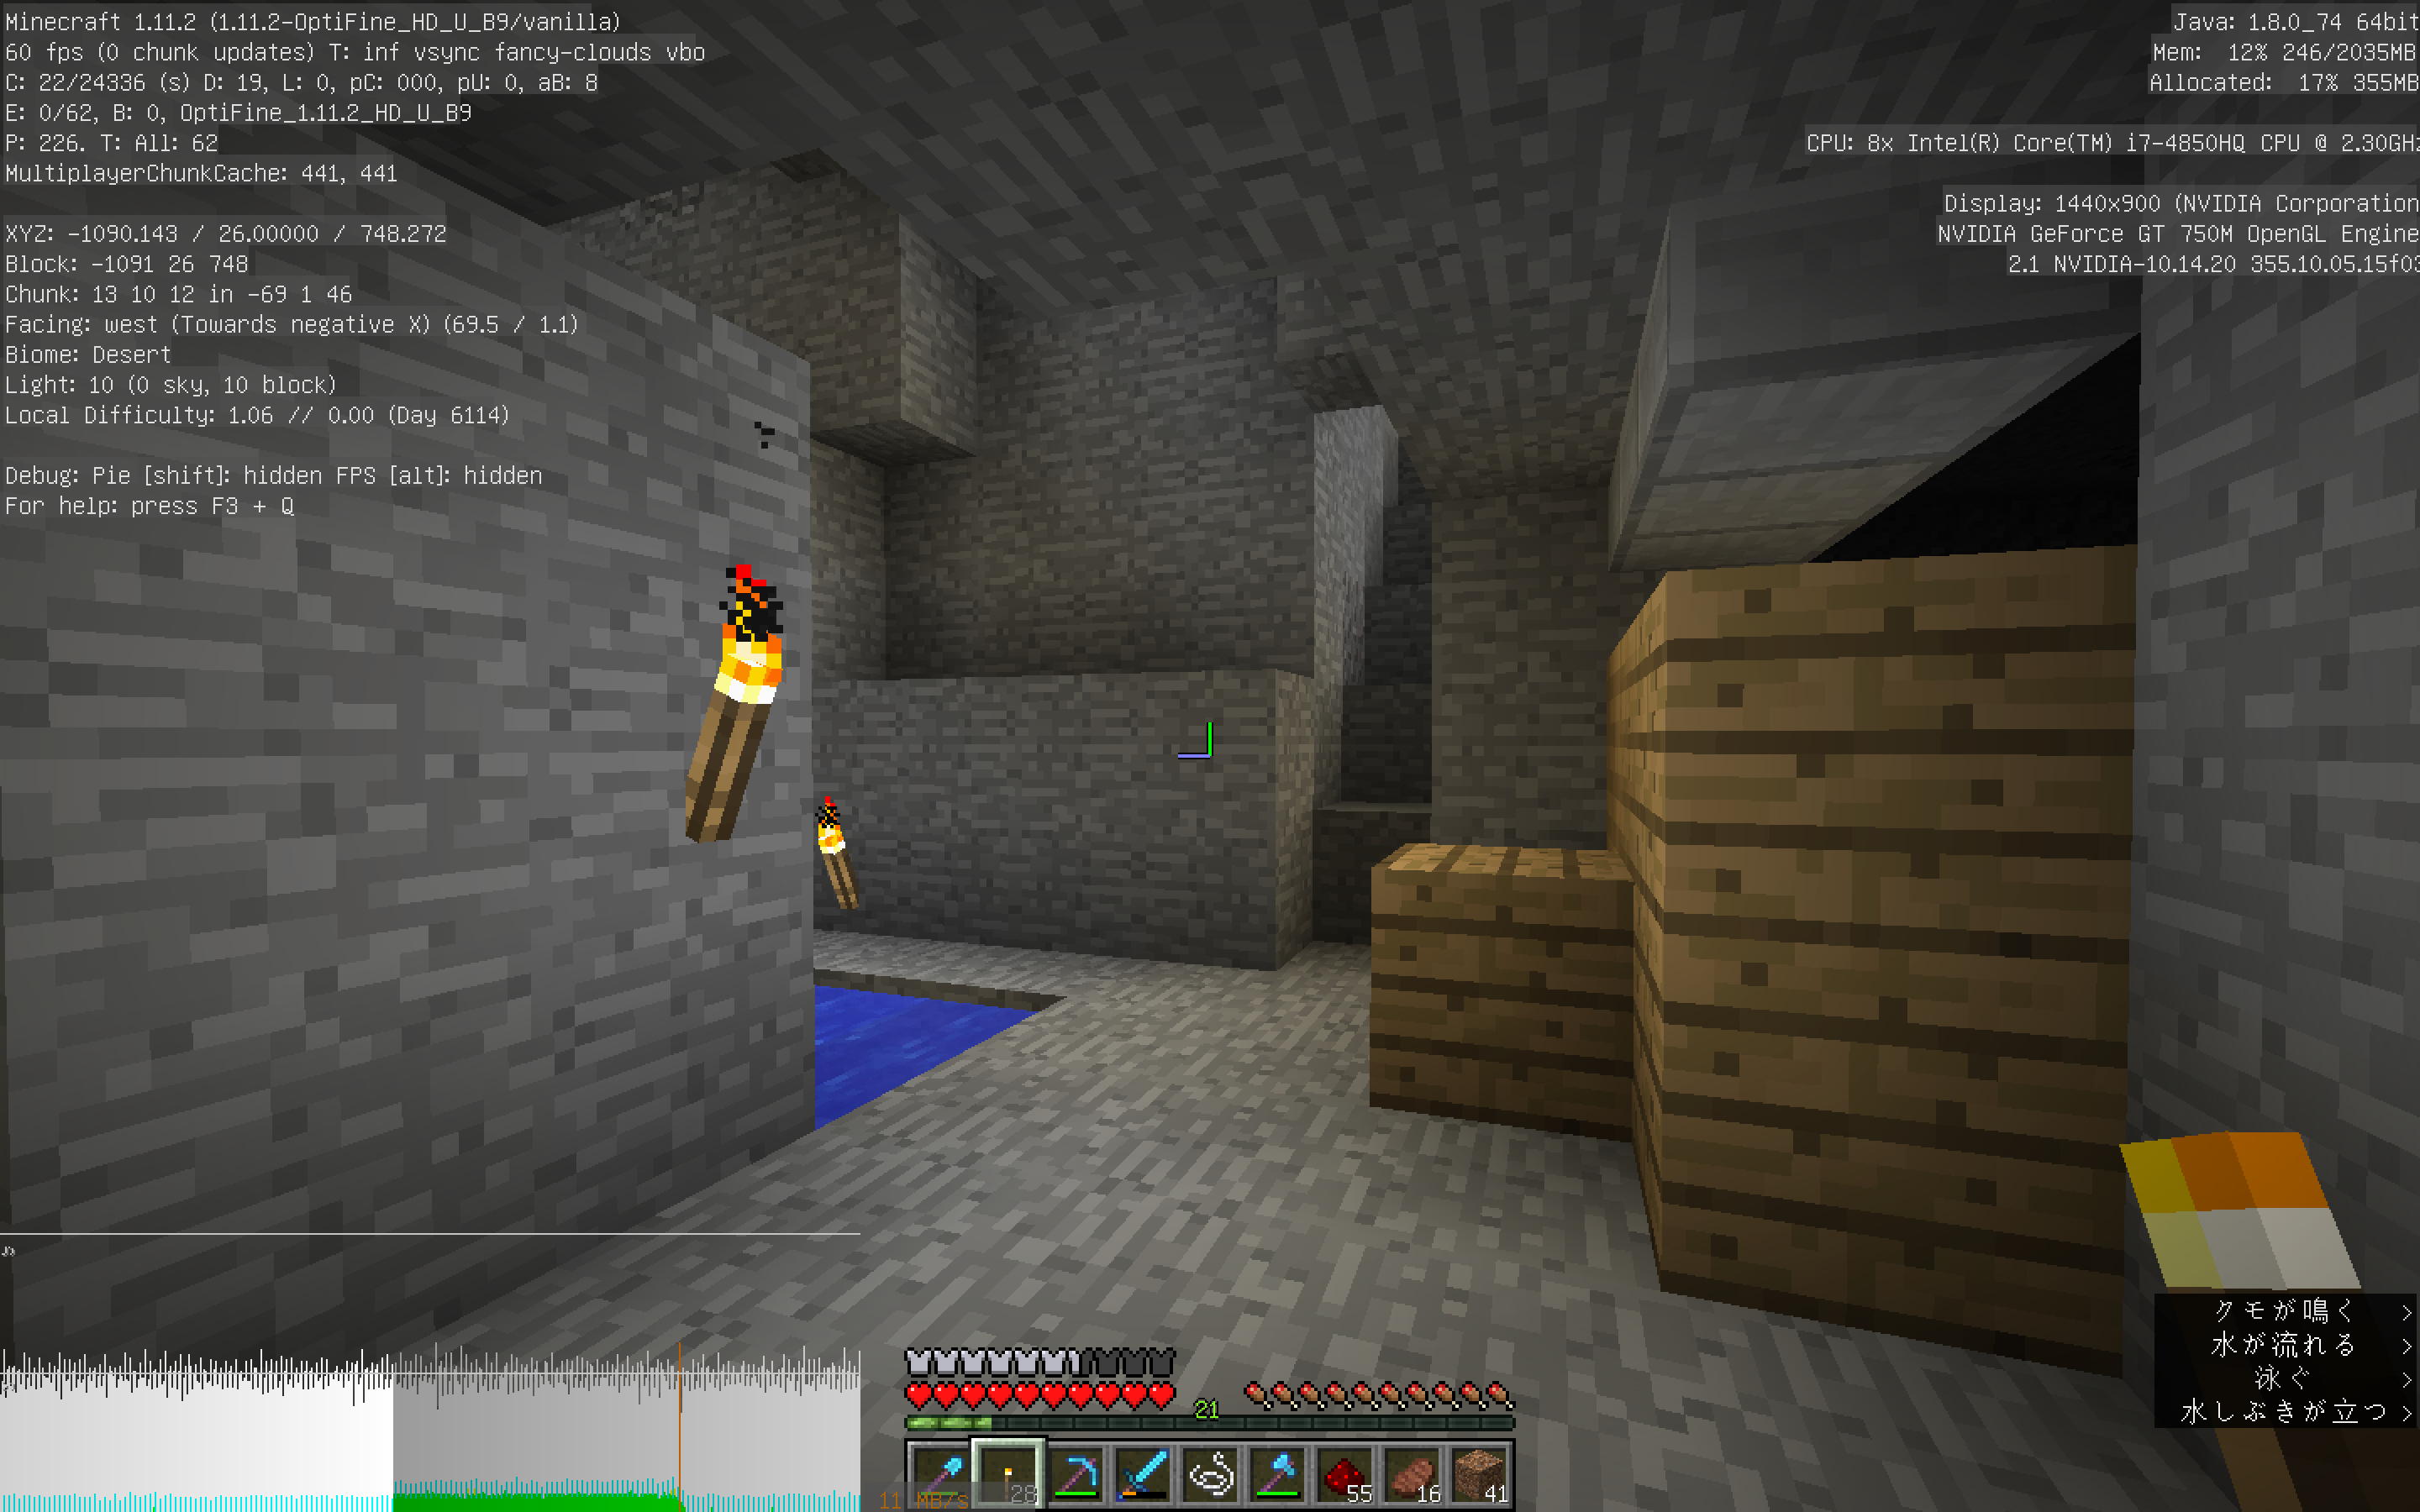 Minecraft 1.11.2 (1.11.2-OptiFine_HD_U_B9/vanilla)
60 fps (0 chunk updates) T: inf vsync fancy-clouds vbo
C: 22/24336 (s) D: 19, L: 0, pC: 000, pU: 0, aB: 8
E: 0/62, B: 0, OptiFine_1.11.2_HD_U_B9
P: 226. T: All: 62
MultiplayerChunkCache: 441, 441
XYZ: -1090.143 / 26.00000 / 748.272
Block: -1091 26 748
Chunk: 13 10 12 in -69 1 46
Facing: west (Towards negative X) (69.5 / 1.1)
Biome: Desert
Light: 10 (0 sky, 10 block)
Local Difficulty: 1.06 // 0.00 (Day 6114)
Debug: Pie [shift]: hidden FPS [alt]: hidden
For help: press F3 + Q
Java: 1.8.0_74 64bit
Mem: 12% 246/2035MB
Allocated: 17% 355MB
CPU: 8x Intel(R) Core(TM) i7-4850HQ CPU @ 2.30GHz
Display: 1440x900 (NVIDIA Corporation
NVIDIA GeForce GT 750M OpenGL Engine
2.1 NVIDIA-10.14.20 355.10.05.15f03
クモが鳴く >
水が流れる >
泳ぐ >
水しぶきが立つ >
21
11 MB/s
28 55 16 41